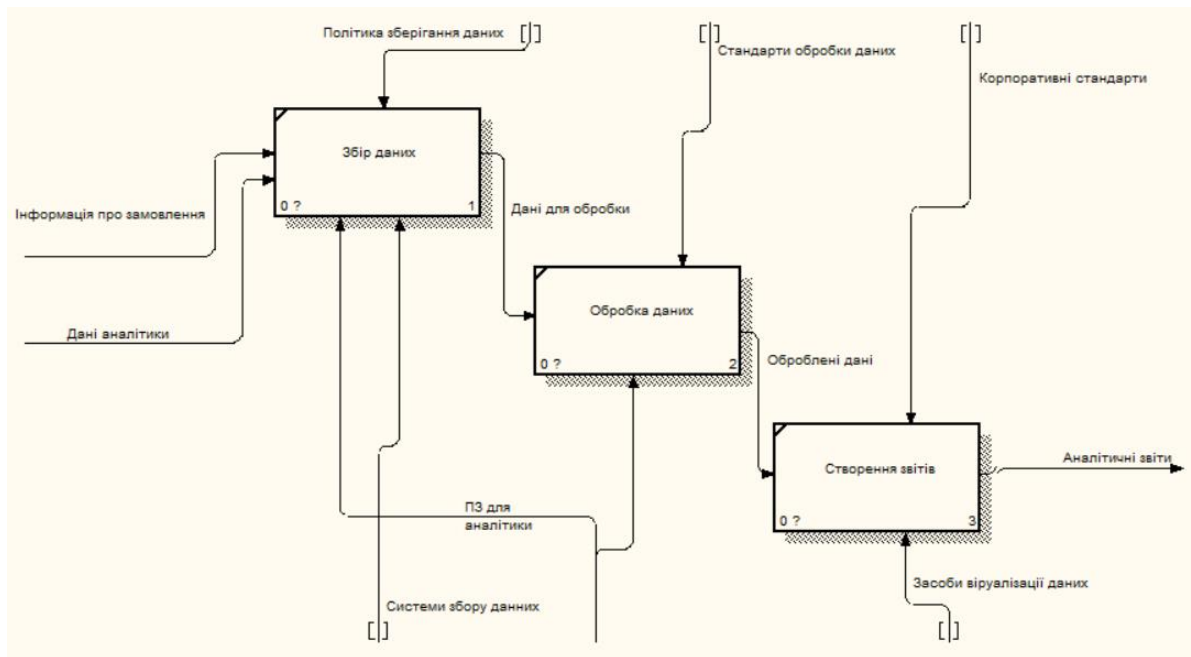 Політика зберігання даних
Стандарти обробки даних
Корпоративні стандарти
Збір даних
0 ?
1
Інформація про замовлення
Дані для обробки
Дані аналітики
Обробка даних
0 ?
2
Оброблені дані
Створення звітів
0 ?
3
Аналітичні звіти
ПЗ для
аналітики
Системи збору данних
Засоби віруалізації даних